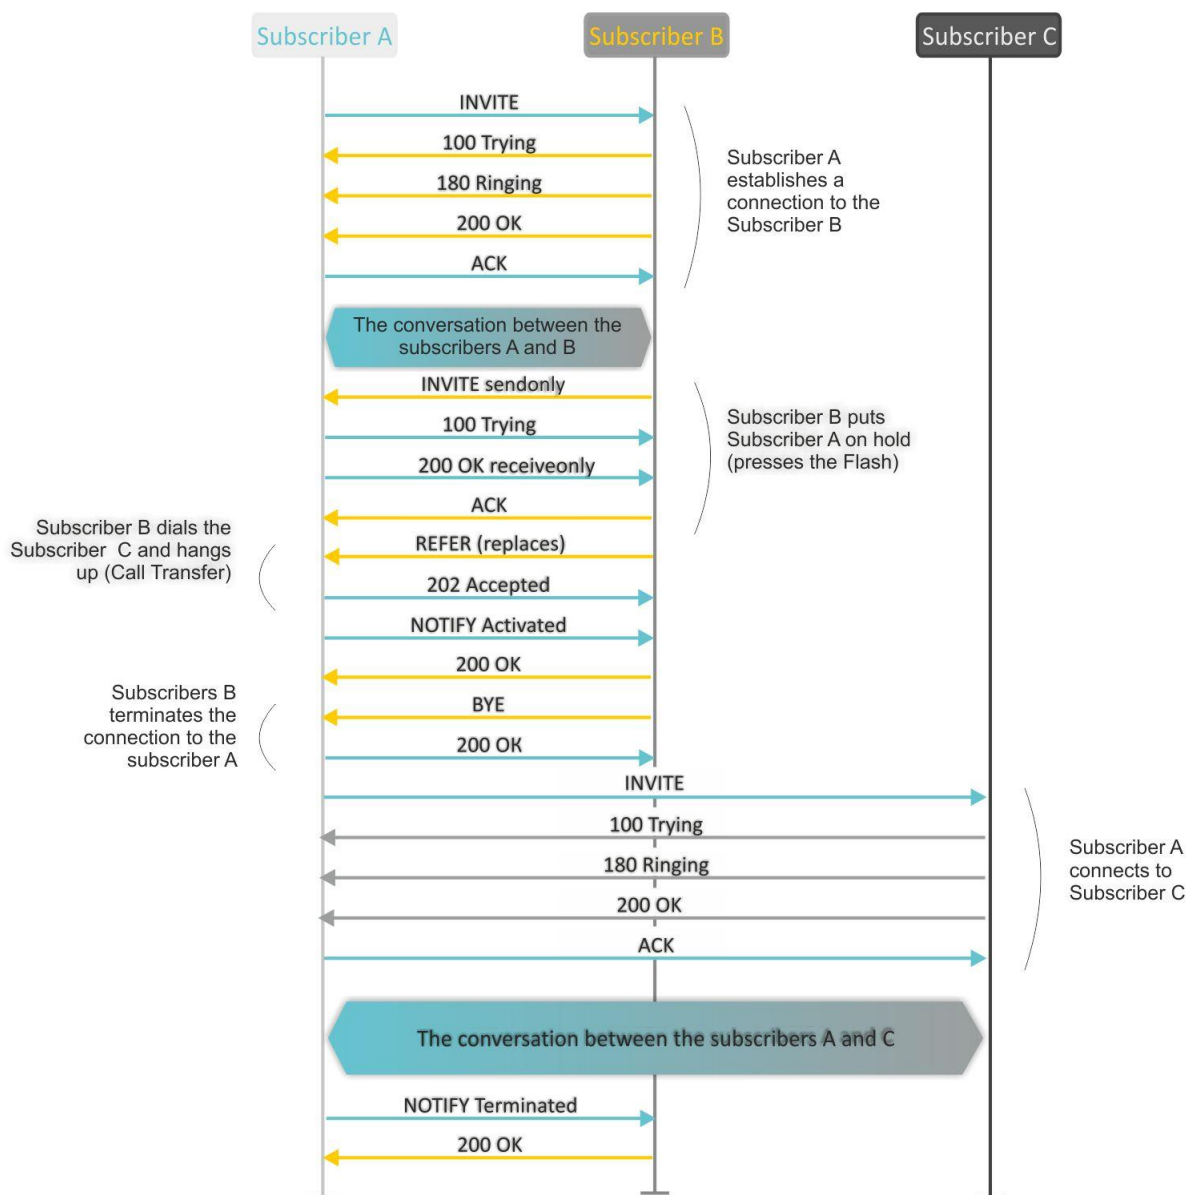 Subscriber A
Subscriber B
Subscriber C
INVITE
100 Trying
180 Ringing
200 OK
ACK
Subscriber A
establishes a
connection to the
Subscriber B
The conversation between the
subscribers A and B
INVITE sendonly
100 Trying
200 OK receiveonly
ACK
Subscriber B puts
Subscriber A on hold
(presses the Flash)
Subscriber B dials the
Subscriber C and hangs
up (Call Transfer)
REFER (replaces)
202 Accepted
NOTIFY Activated
200 OK
Subscribers B
terminates the
connection to the
subscriber A
BYE
200 OK
INVITE
100 Trying
180 Ringing
200 OK
ACK
Subscriber A
connects to
Subscriber C
The conversation between the subscribers A and C
NOTIFY Terminated
200 OK